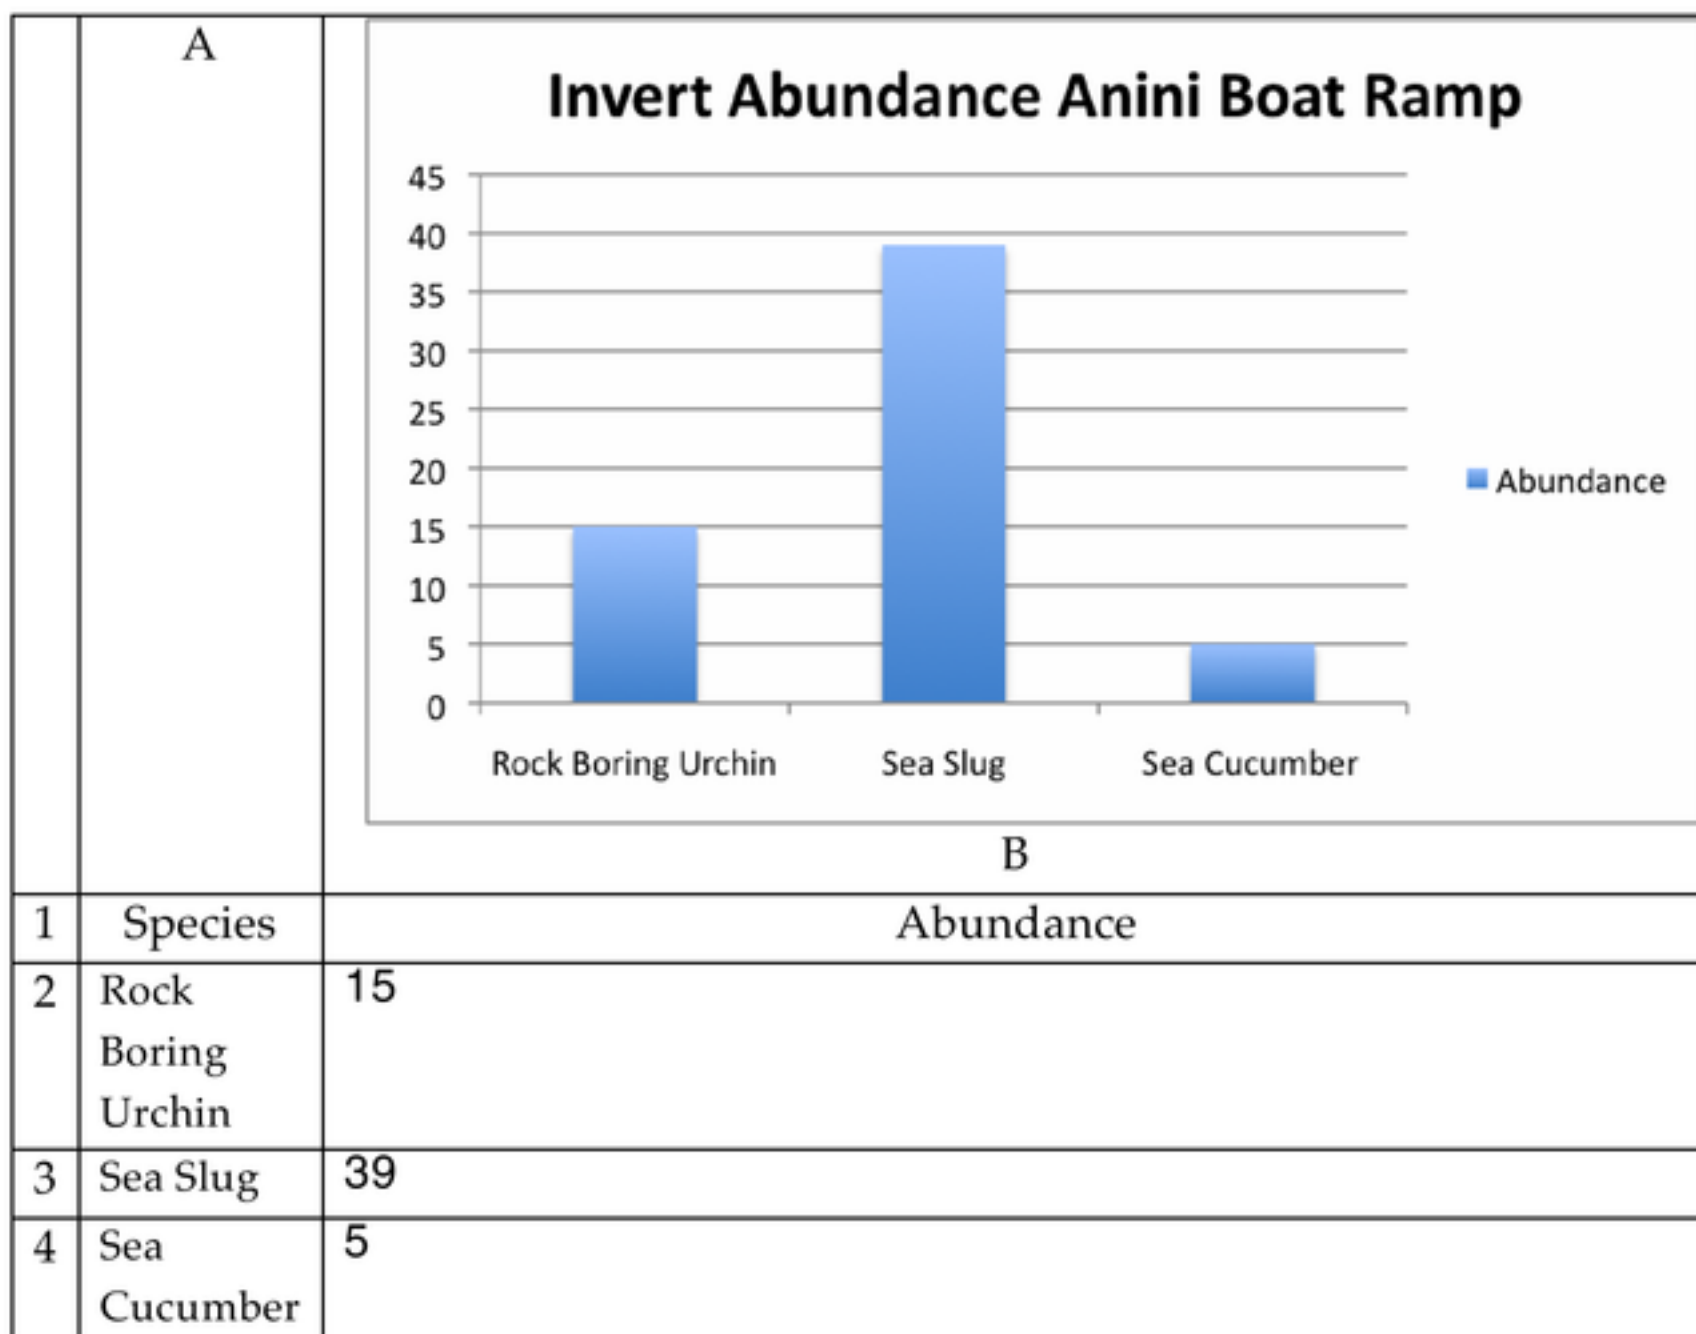 A
Invert Abundance Anini Boat Ramp
45
40
35
30
25
20
15
10
5
0
Rock Boring Urchin Sea Slug Sea Cucumber
Abundance
B
1 Species Abundance
2 Rock 15
Boring
Urchin
3 Sea Slug 39
4 Sea 5
Cucumber